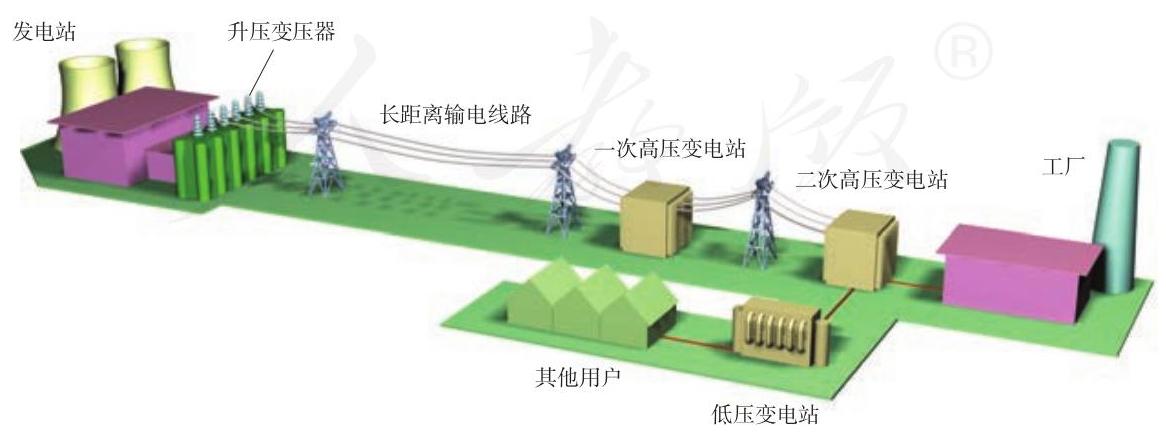 发电站
升压变压器
人教版®
长距离输电线路
一次高压变电站
二次高压变电站
工厂
其他用户
低压变电站